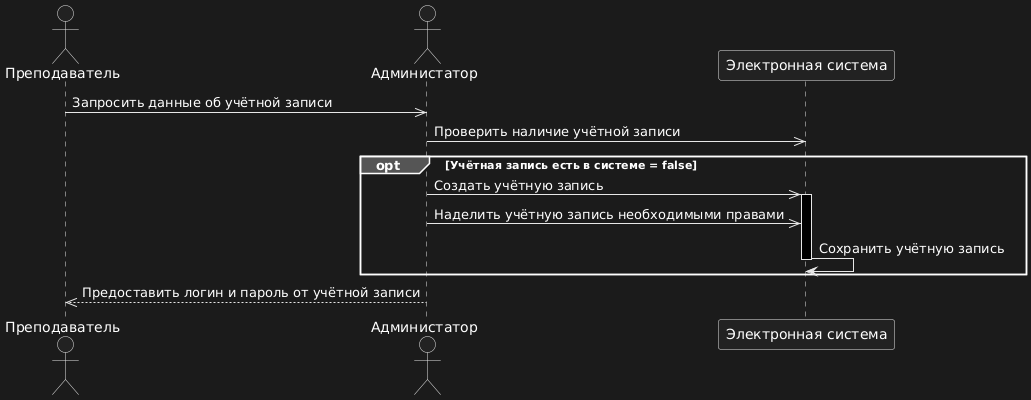 Преподаватель
Администатор
Электронная система
Запросить данные об учётной записи
Проверить наличие учётной записи
opt [Учётная запись есть в системе = false]
Создать учётную запись
Наделить учётную запись необходимыми правами
Сохранить учётную запись
Предоставить логин и пароль от учётной записи
Преподаватель
Администатор
Электронная система